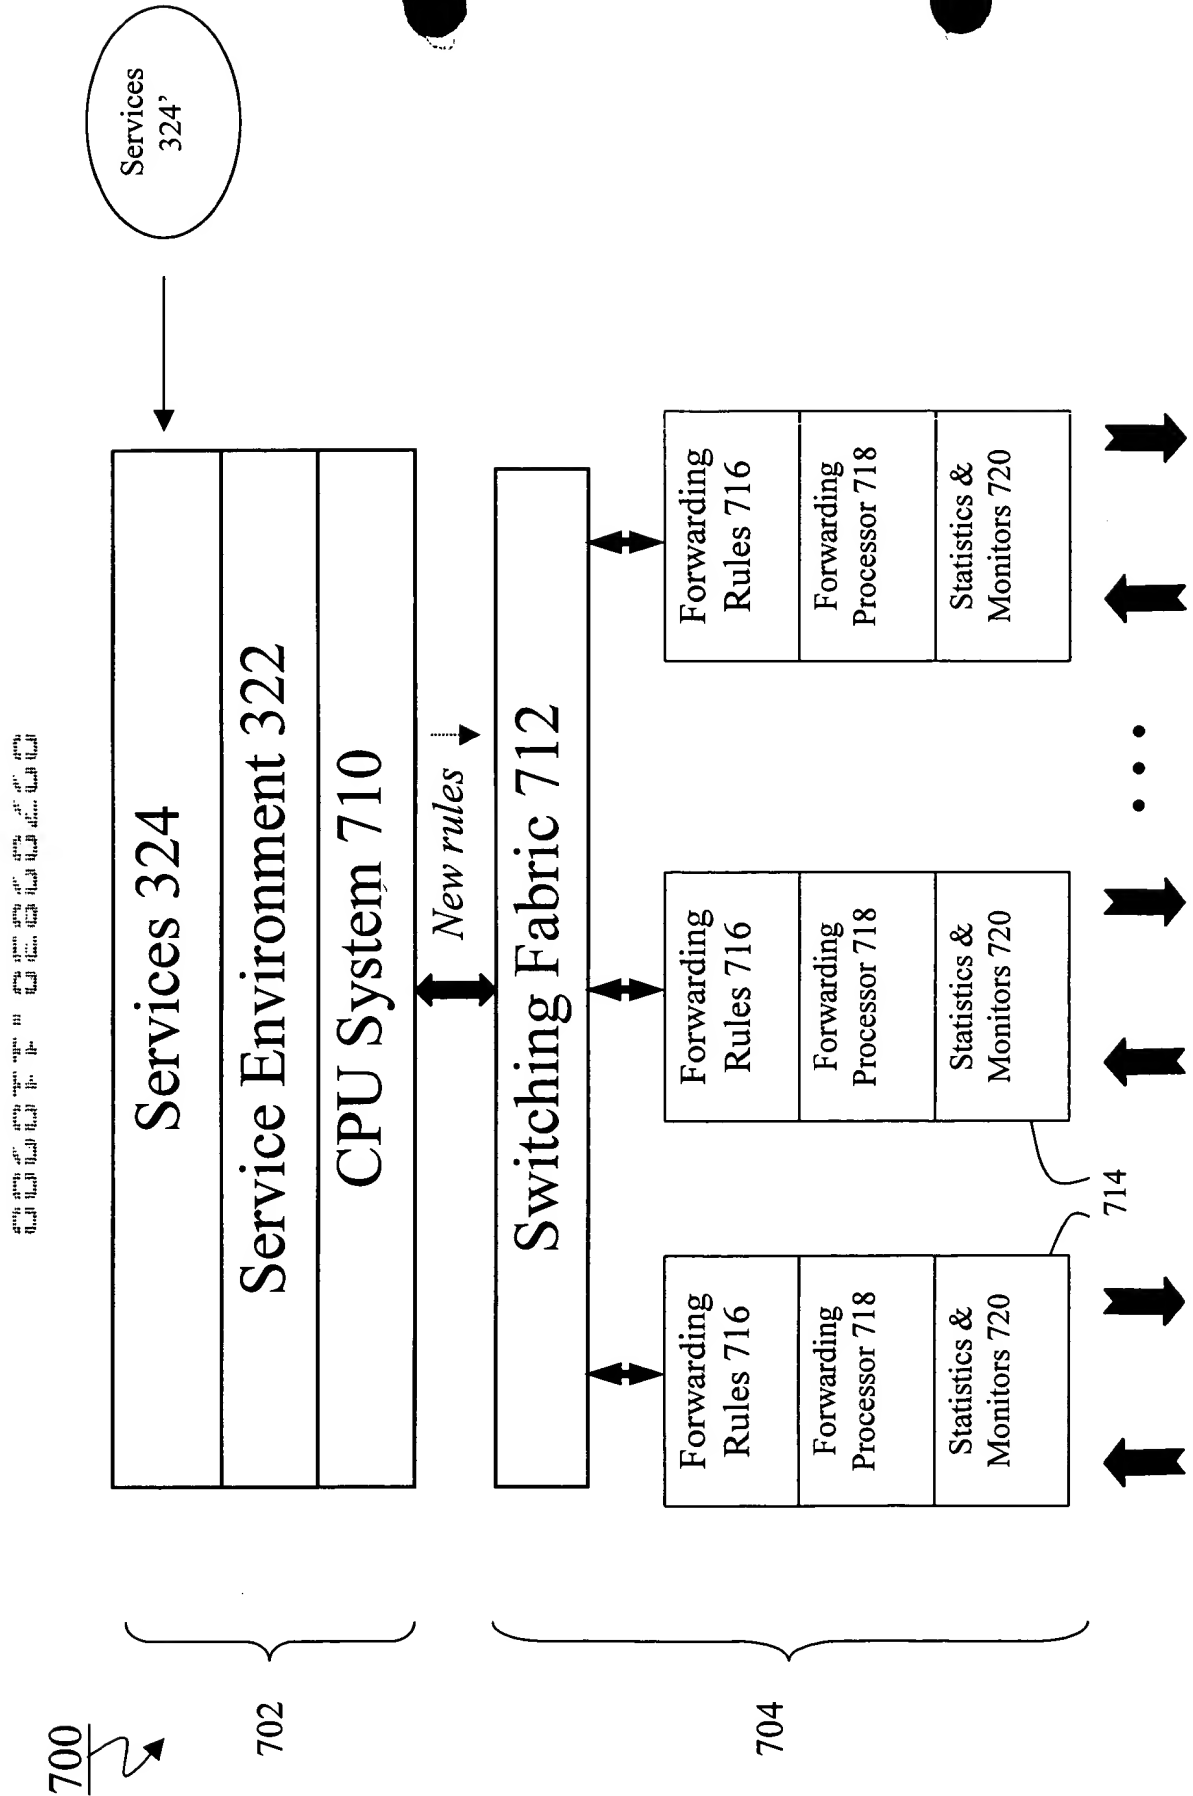 700
Services
324'
Services 324
Service Environment 322
702
CPU System 710
New rules
Switching Fabric 712
704
Forwarding
Rules 716
Forwarding
Processor 718
Statistics &
Monitors 720
Forwarding
Rules 716
Forwarding
Processor 718
Statistics &
Monitors 720
Forwarding
Rules 716
Forwarding
Processor 718
Statistics &
Monitors 720
714